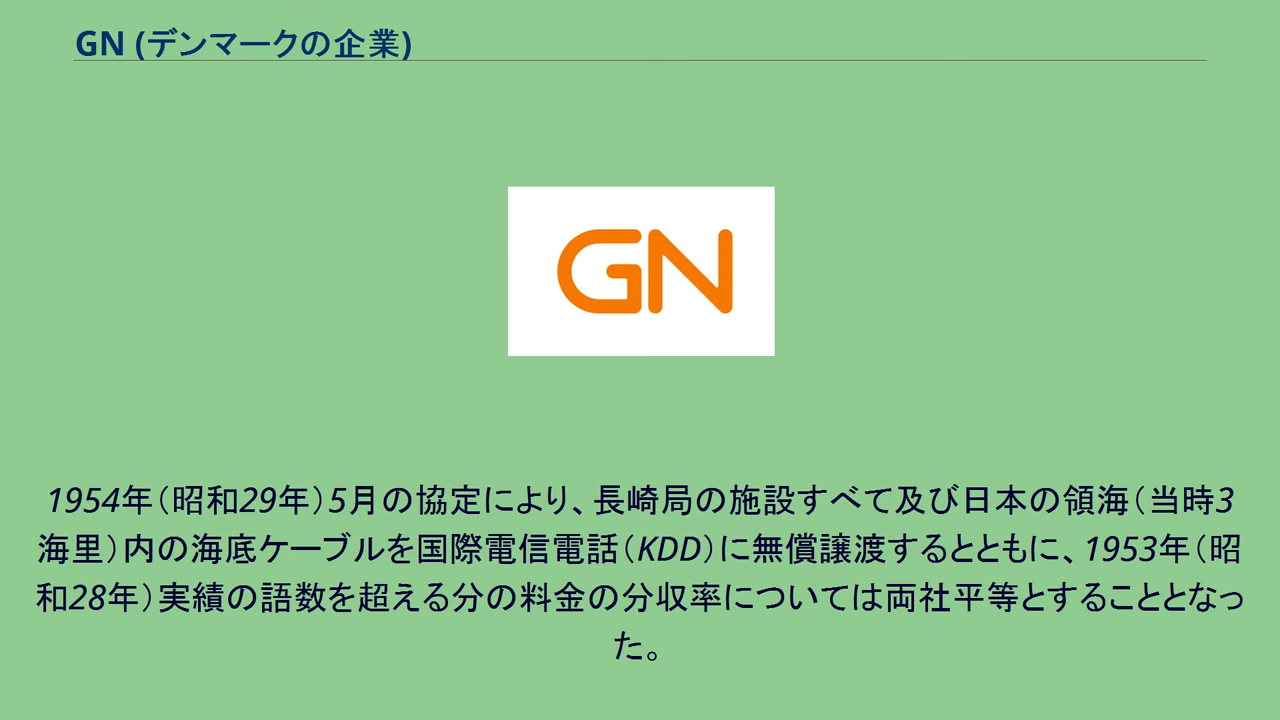 GN (デンマークの企業)
GN
1954年（昭和29年）5月の協定により、長崎局の施設すべて及び日本の領海（当時3
海里）内の海底ケーブルを国際電信電話（KDD）に無償譲渡するとともに、1953年（昭
和28年）実績の語数を超える分の料金の分収率については両社平等とすることとなっ
た。